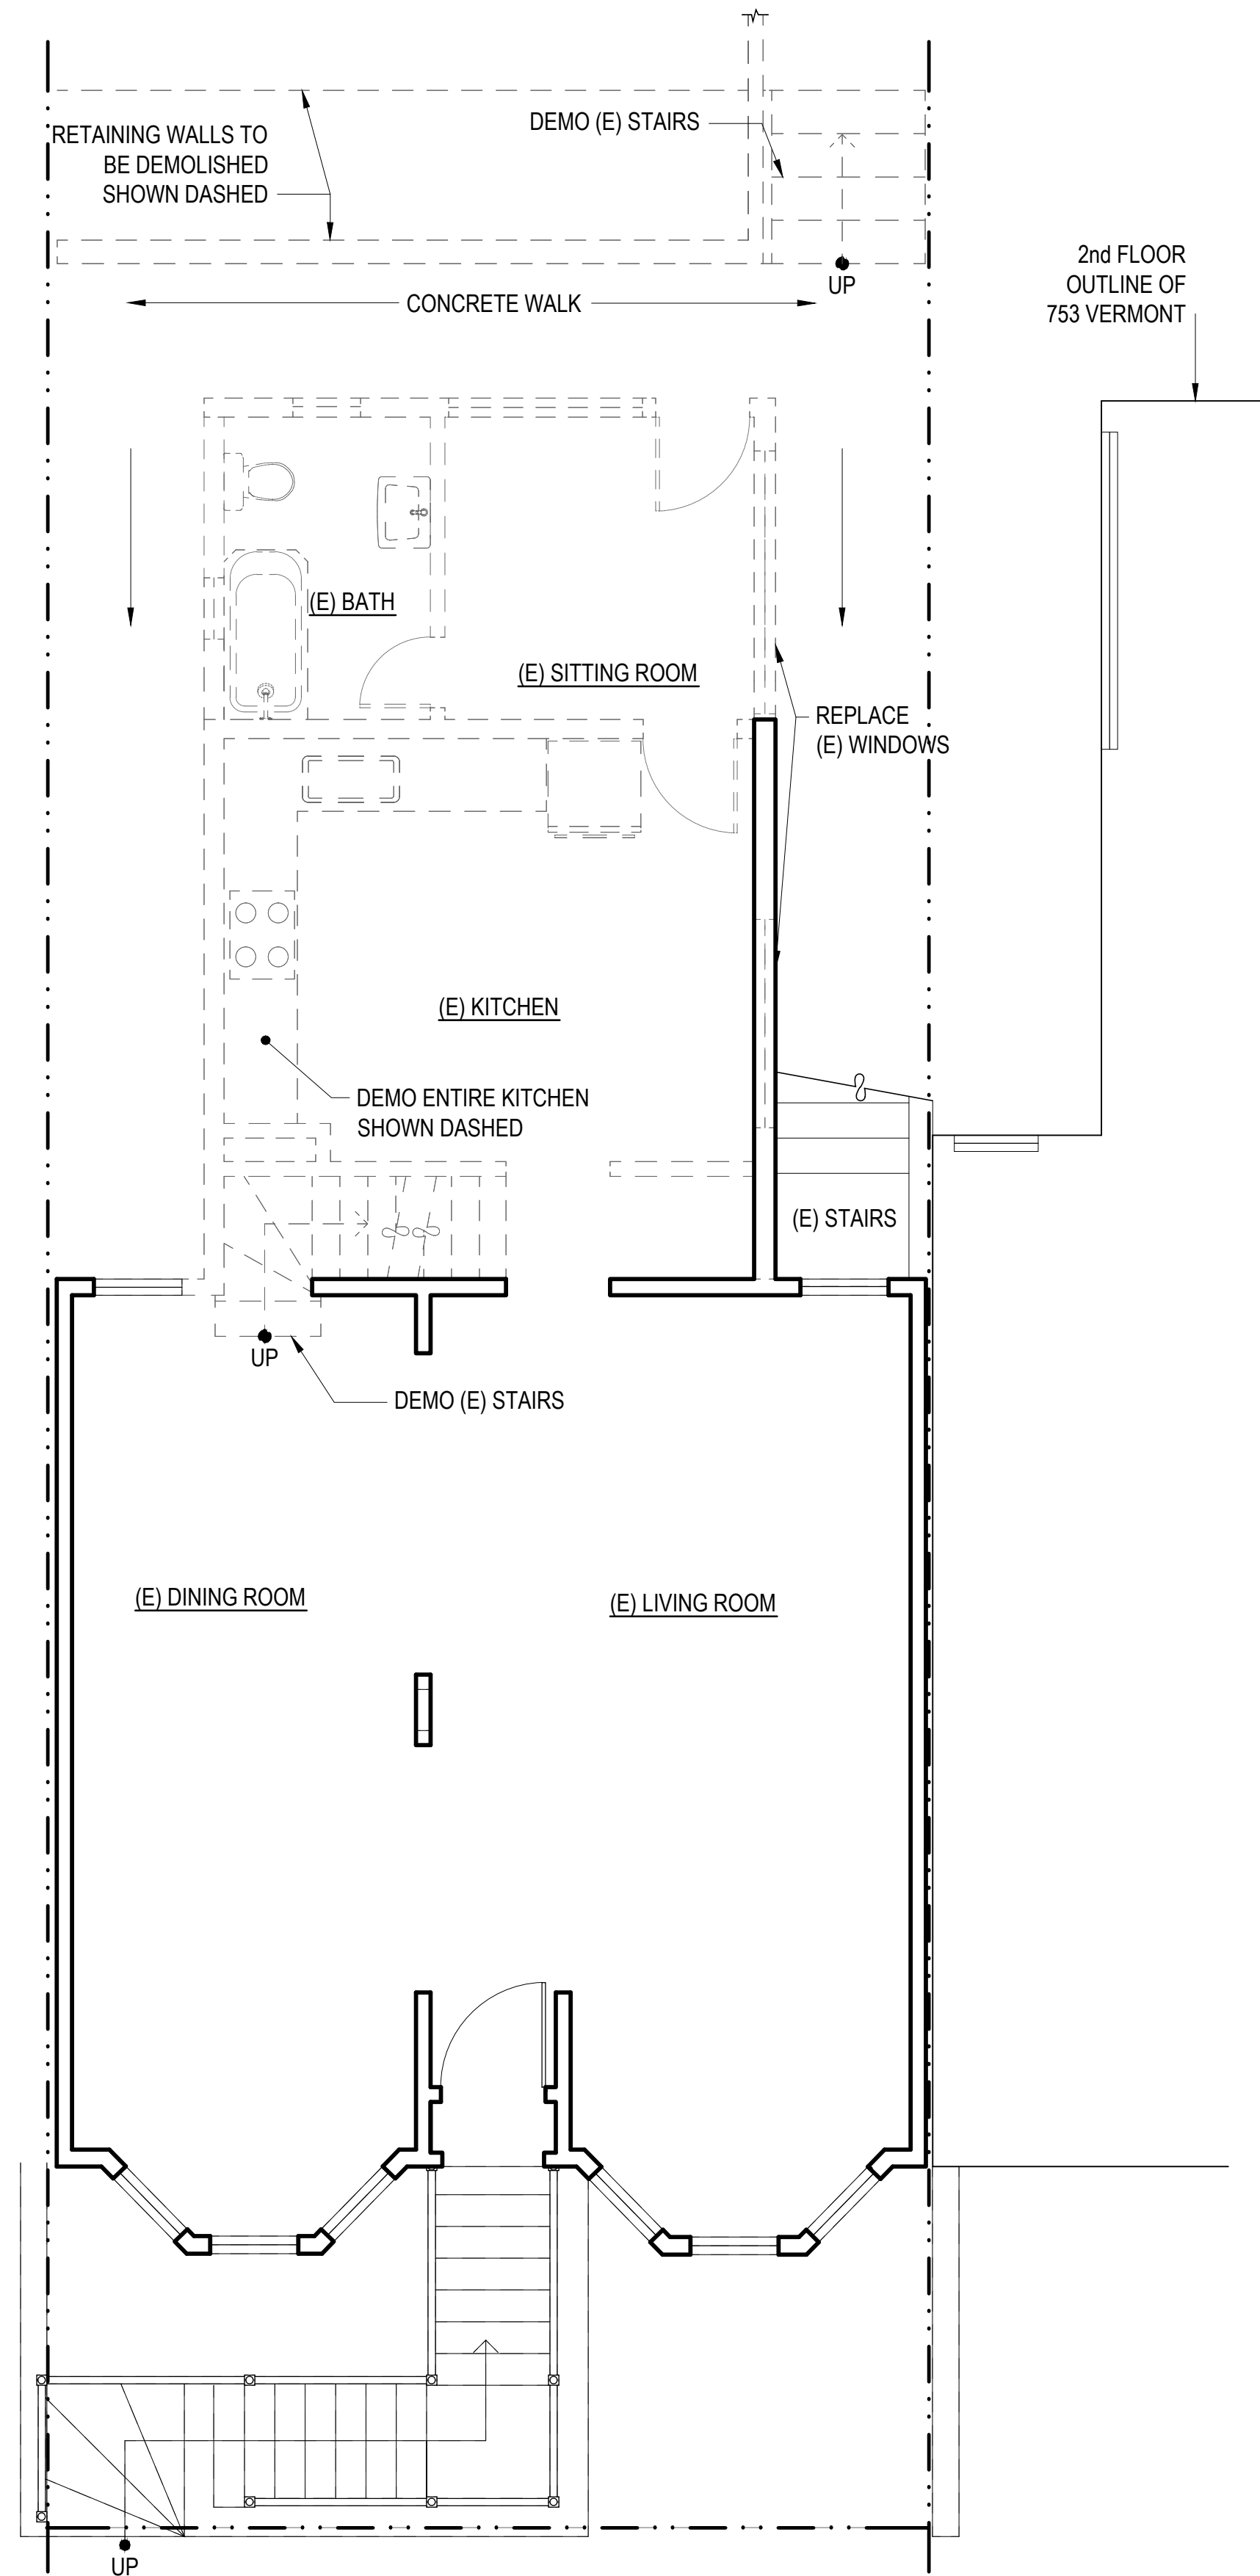 RETAINING WALLS TO
BE DEMOLISHED
SHOWN DASHED
DEMO (E) STAIRS
UP
CONCRETE WALK
2nd FLOOR
OUTLINE OF
753 VERMONT
(E) BATH
(E) SITTING ROOM
REPLACE
(E) WINDOWS
(E) KITCHEN
DEMO ENTIRE KITCHEN
SHOWN DASHED
(E) STAIRS
UP
DEMO (E) STAIRS
(E) DINING ROOM
(E) LIVING ROOM
UP